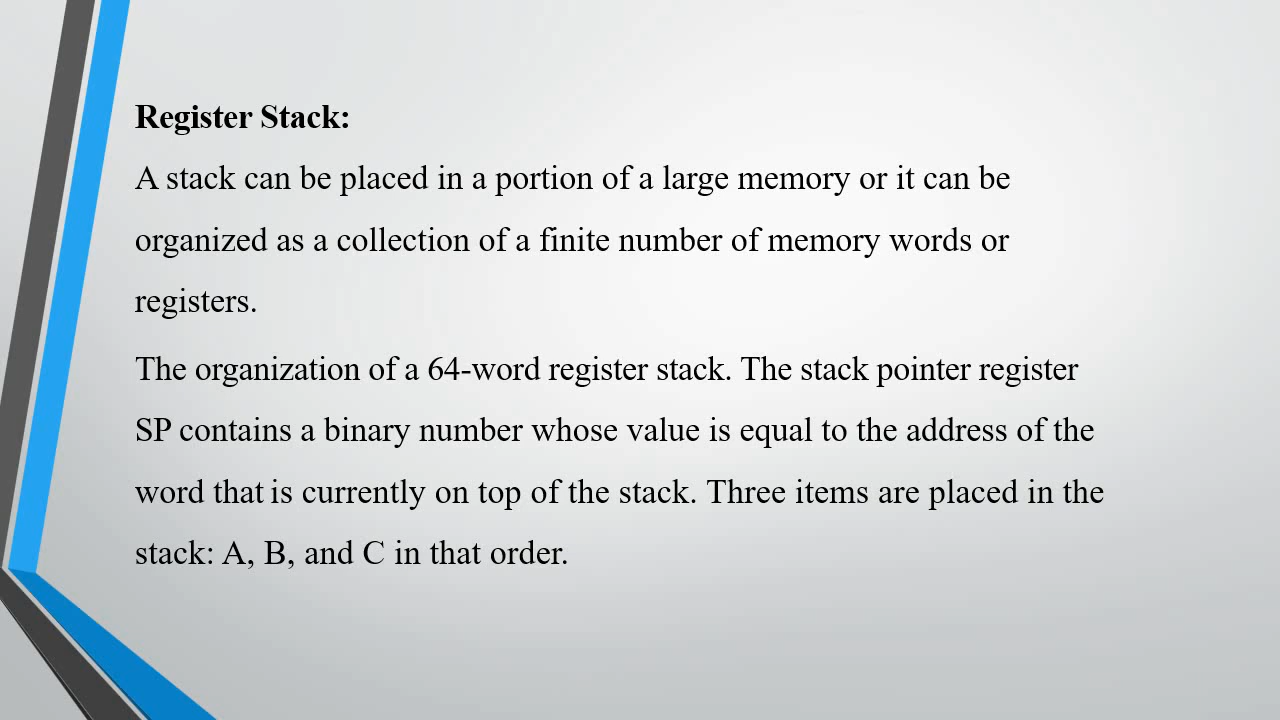 Register Stack:
A stack can be placed in a portion of a large memory or it can be
organized as a collection of a finite number of memory words or
registers.
The organization of a 64-word register stack. The stack pointer register
SP contains a binary number whose value is equal to the address of the
word that is currently on top of the stack. Three items are placed in the
stack: A, B, and C in that order.